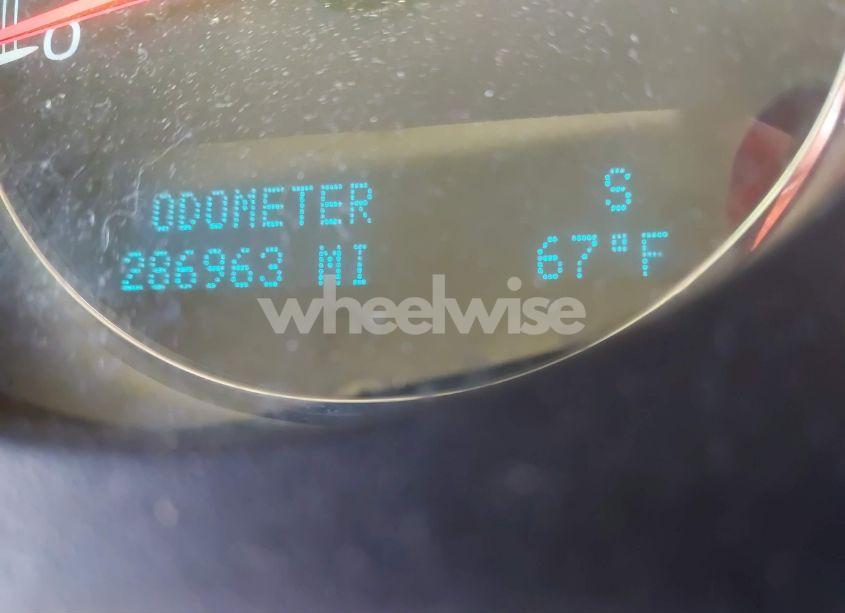 ODOMETER S
286963 MI 67°F
wheelwise